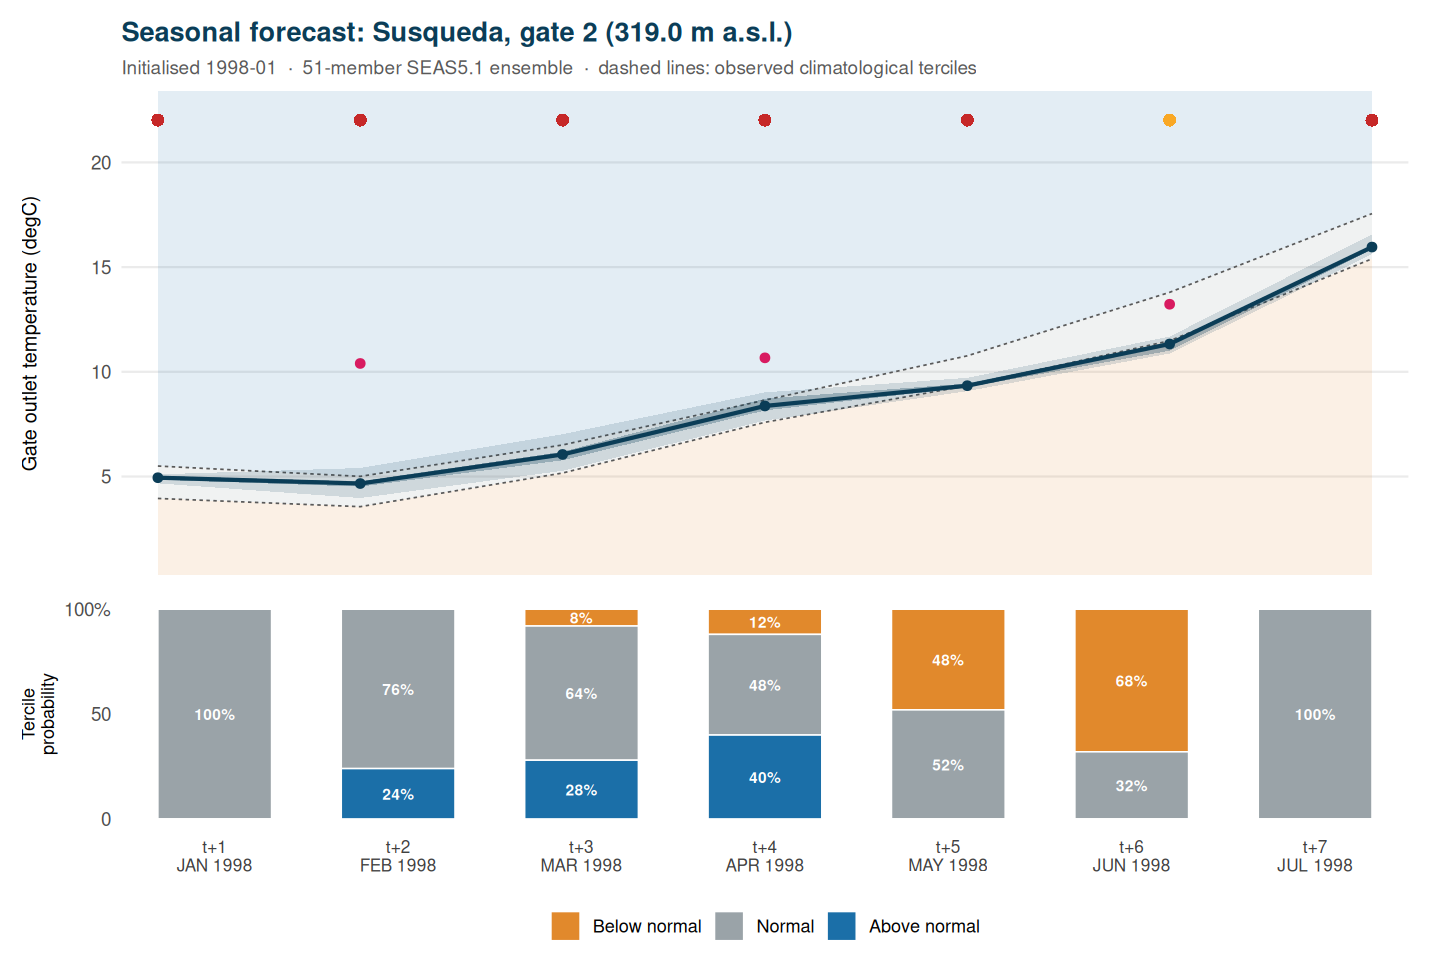 Seasonal forecast: Susqueda, gate 2 (319.0 m a.s.l.)
Initialised 1998-01 · 51-member SEAS5.1 ensemble · dashed lines: observed climatological terciles
Gate outlet temperature (degC)
20
15
10
5
Tercile
probability
100%
50
0
100%
76%
24%
8%
64%
28%
12%
48%
40%
48%
52%
68%
32%
100%
t+1
JAN 1998
t+2
FEB 1998
t+3
MAR 1998
t+4
APR 1998
t+5
MAY 1998
t+6
JUN 1998
t+7
JUL 1998
Below normal
Normal
Above normal